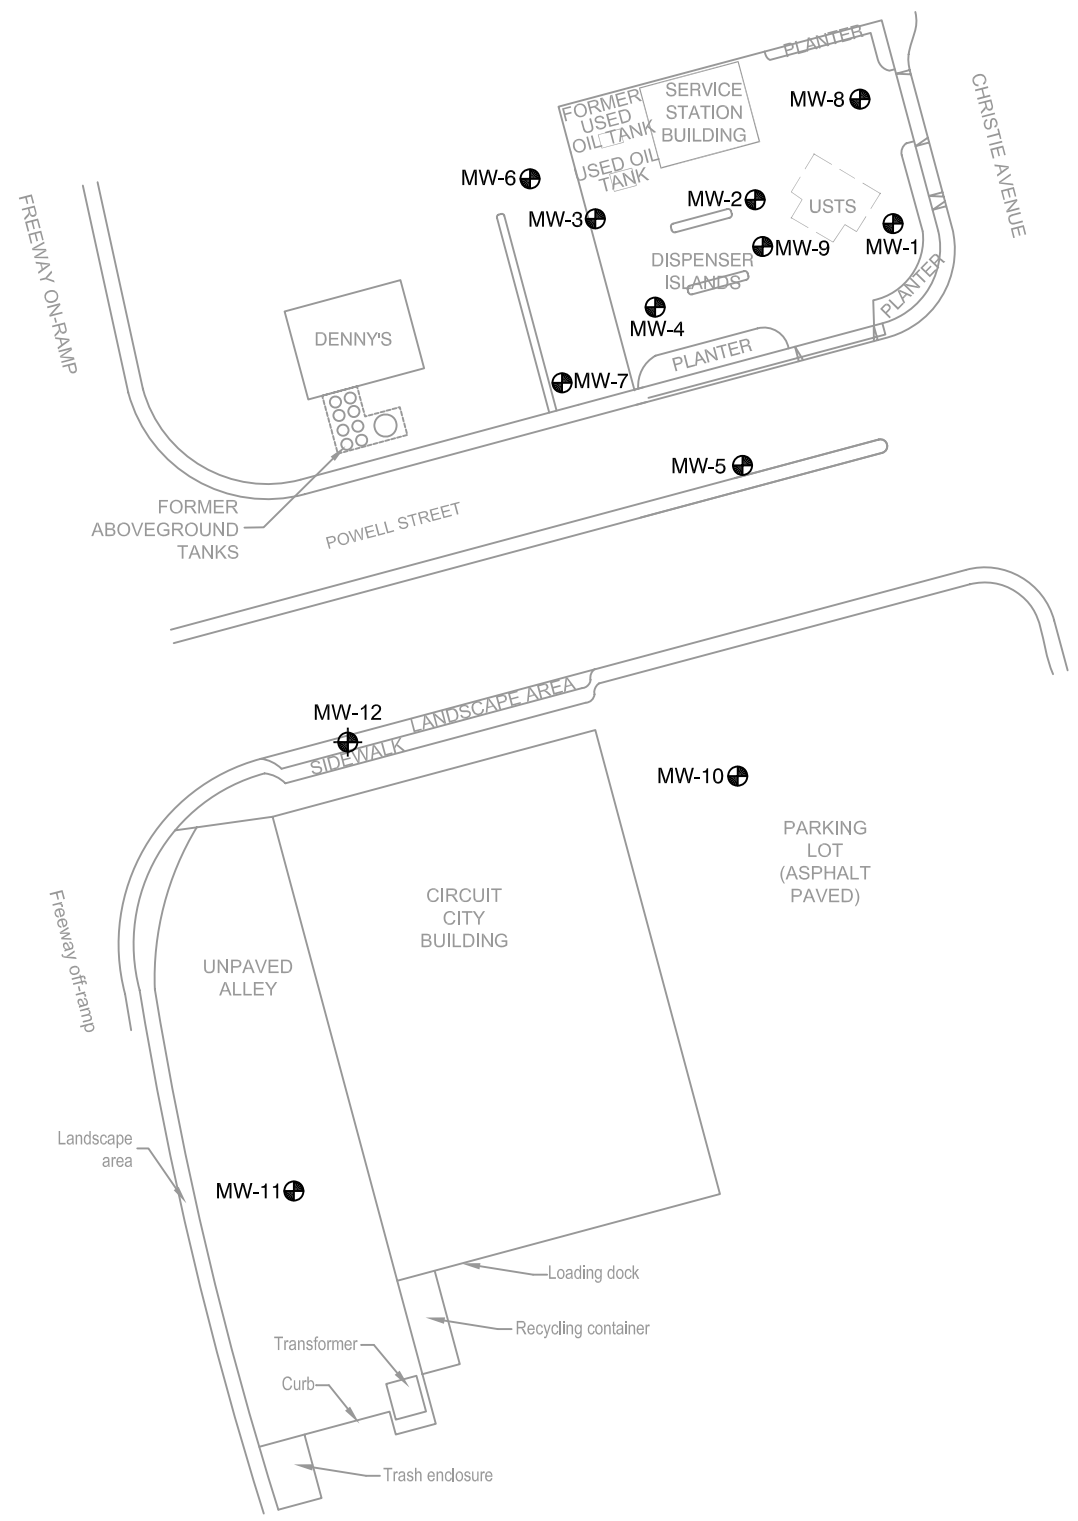 PLANTER
MW-8
CHRISTIE AVENUE
SERVICE
STATION
BUILDING
FORMER
USED
OIL TANK
USED OIL
TANK
MW-6
MW-3
MW-2
USTS
MW-1
MW-9
DISPENSER
ISLANDS
PLANTER
FREEWAY ON-RAMP
MW-4
DENNY'S
PLANTER
MW-7
MW-5
FORMER
ABOVEGROUND
TANKS
POWELL STREET
LANDSCAPE AREA
MW-12
SIDEWALK
MW-10
PARKING
LOT
(ASPHALT
PAVED)
CIRCUIT
CITY
BUILDING
Freeway off-ramp
UNPAVED
ALLEY
Landscape
area
MW-11
Loading dock
Recycling container
Transformer
Curb
Trash enclosure